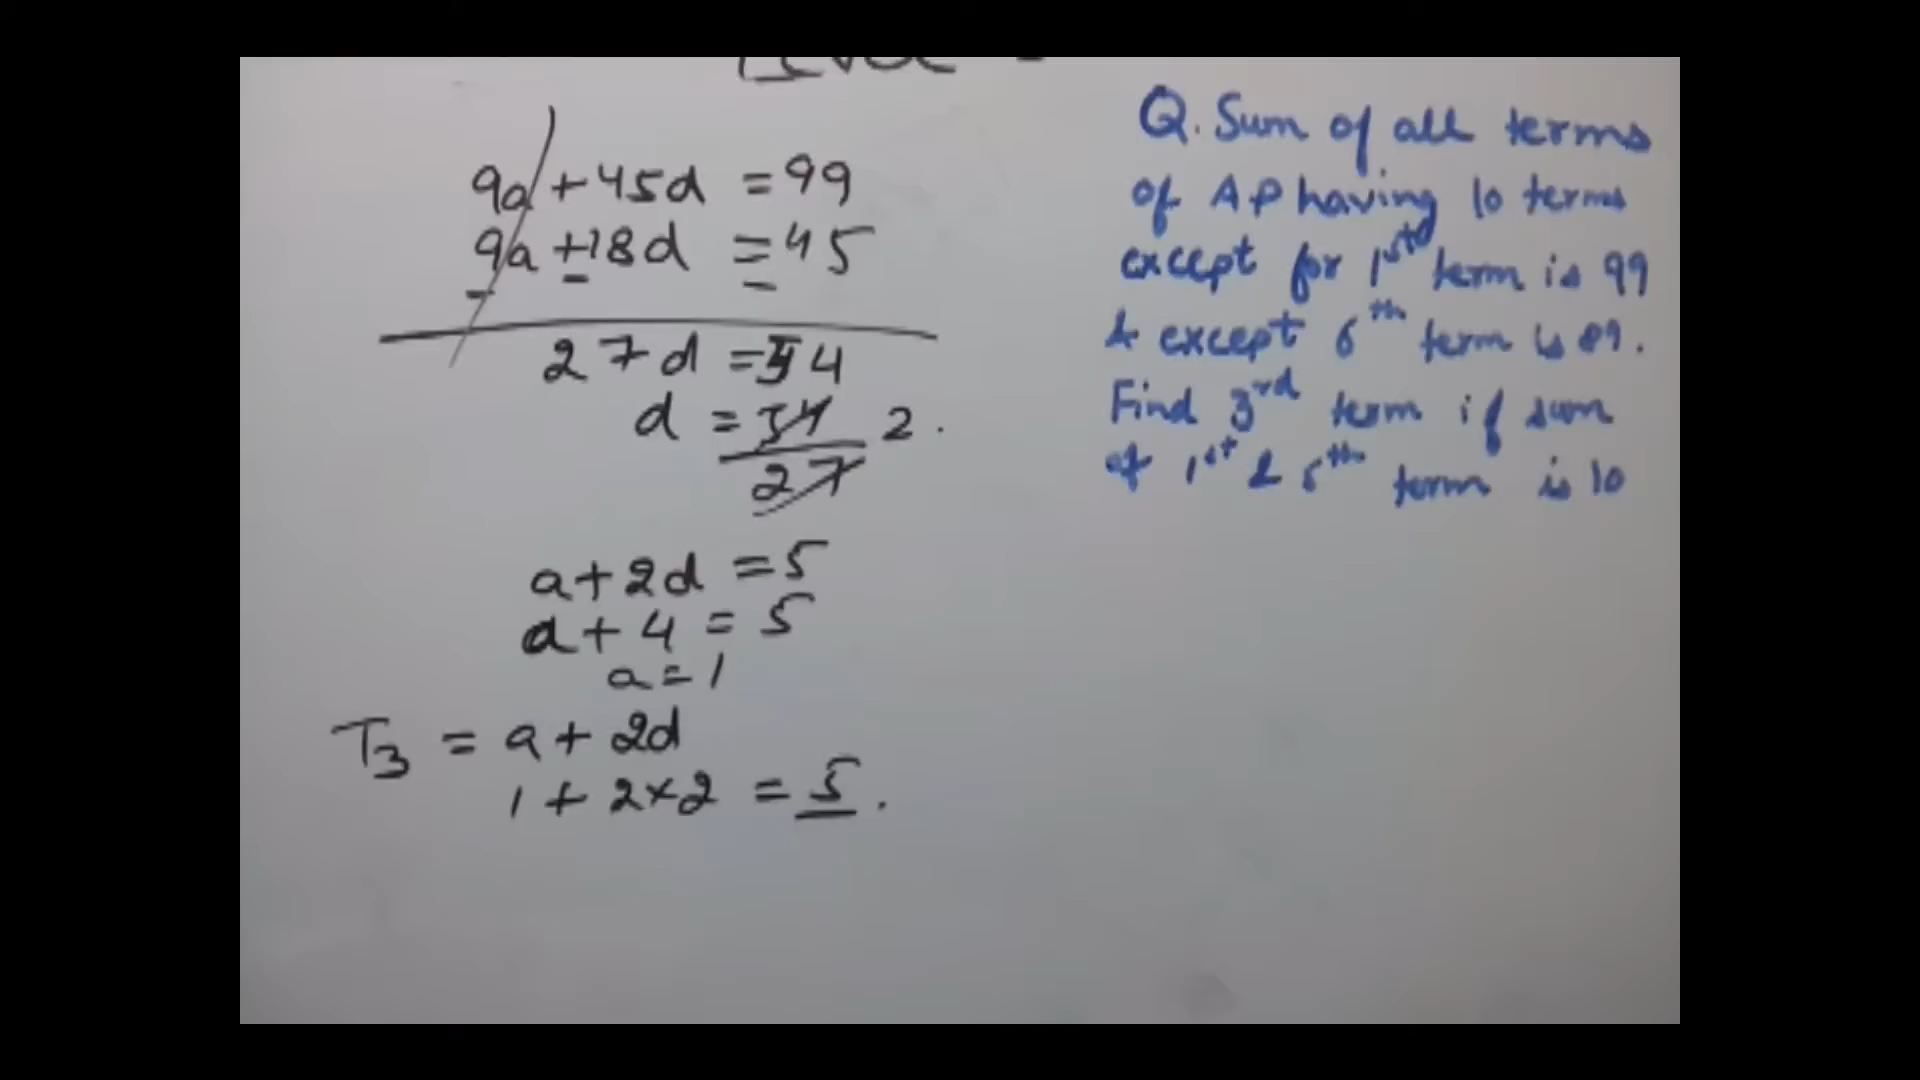 9a + 45d = 99
9a + 18d = 45
- - -
27d = 54
d = 54 2.
27
a + 2d = 5
a + 4 = 5
a = 1
T3 = a + 2d
1 + 2×2 = 5.
Q. Sum of all terms
of AP having 10 terms
except for 1st term is 99
& except 6th term is 89.
Find 3rd term if sum
of 1st & 5th term is 10